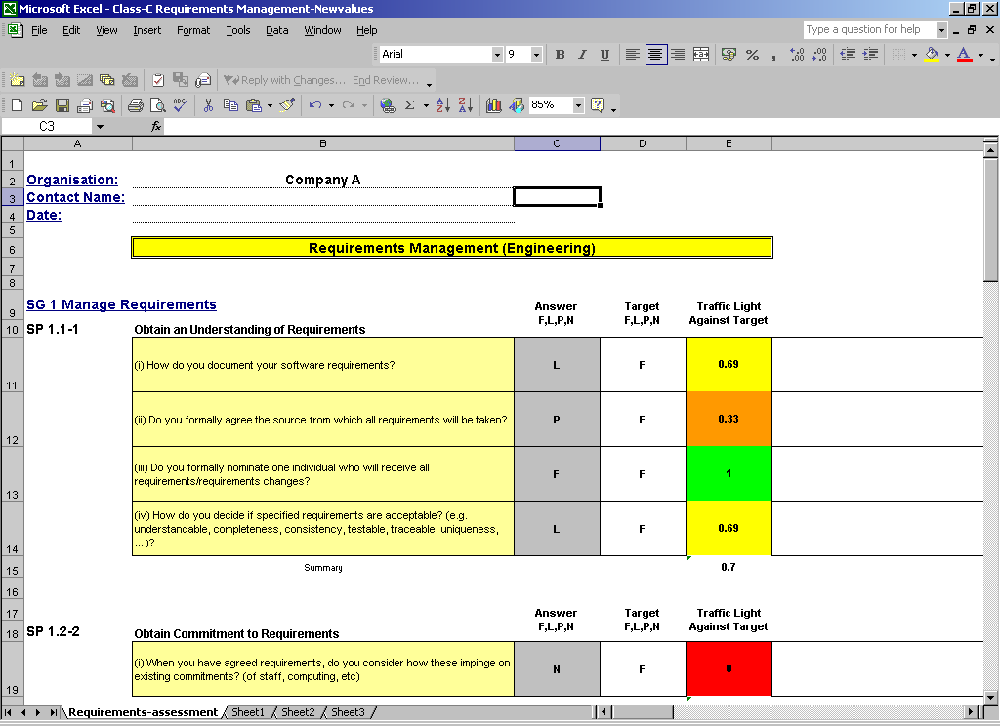 Microsoft Excel - Class-C Requirements Management-Newvalues
File Edit View Insert Format Tools Data Window Help
Type a question for help
Arial 9 B I U % ,
Reply with Changes... End Review...
Σ 85%
C3 fx
A B C D E
1
2 Organisation: Company A
3 Contact Name:
4 Date:
5
6 Requirements Management (Engineering)
7
8
9 SG 1 Manage Requirements
Answer F,L,P,N
Target F,L,P,N
Traffic Light Against Target
10 SP 1.1-1 Obtain an Understanding of Requirements
11 (i) How do you document your software requirements? L F 0.69
12 (ii) Do you formally agree the source from which all requirements will be taken? P F 0.33
(iii) Do you formally nominate one individual who will receive all
13 requirements/requirements changes? F F 1
(iv) How do you decide if specified requirements are acceptable? (e.g.
understandable, completeness, consistency, testable, traceable, uniqueness, L F 0.69
14 ... )?
15 Summary 0.7
16
17 Answer Target Traffic Light
F,L,P,N F,L,P,N Against Target
18 SP 1.2-2 Obtain Commitment to Requirements
(i) When you have agreed requirements, do you consider how these impinge on
19 existing commitments? (of staff, computing, etc) N F 0
Requirements-assessment Sheet1 Sheet2 Sheet3